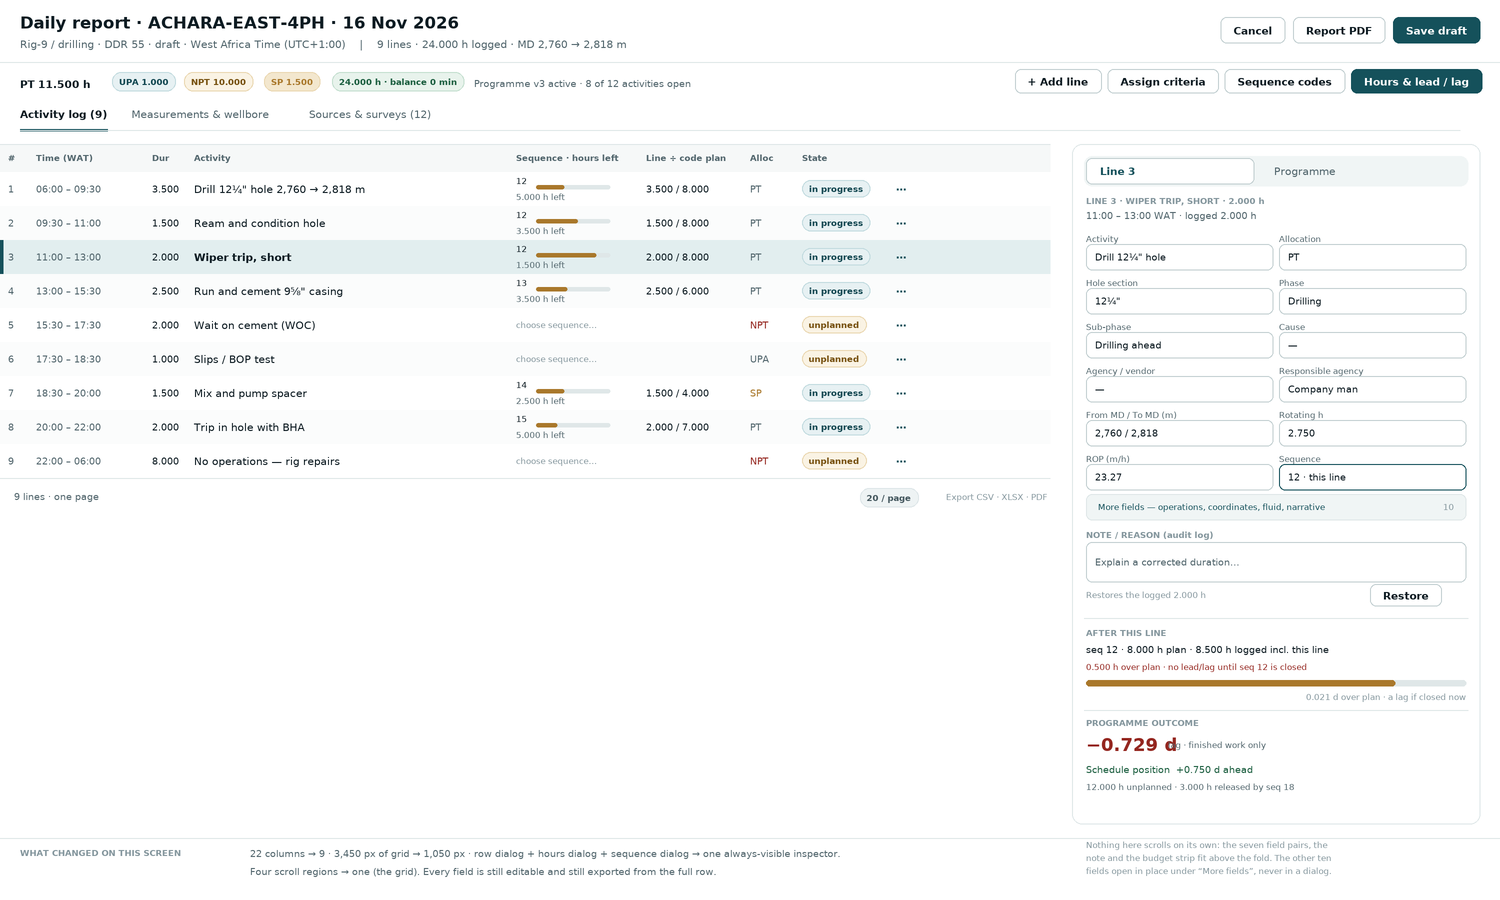 Daily report · ACHARA-EAST-4PH · 16 Nov 2026
Rig-9 / drilling · DDR 55 · draft · West Africa Time (UTC+1:00) | 9 lines · 24.000 h logged · MD 2,760 → 2,818 m
Cancel Report PDF Save draft
PT 11.500 h UPA 1.000 NPT 10.000 SP 1.500 24.000 h · balance 0 min Programme v3 active · 8 of 12 activities open
+ Add line Assign criteria Sequence codes Hours & lead / lag
Activity log (9) Measurements & wellbore Sources & surveys (12)
# Time (WAT) Dur Activity Sequence · hours left Line ÷ code plan Alloc State
1 06:00 – 09:30 3.500 Drill 12¼" hole 2,760 → 2,818 m 12 5.000 h left 3.500 / 8.000 PT in progress ···
2 09:30 – 11:00 1.500 Ream and condition hole 12 3.500 h left 1.500 / 8.000 PT in progress ···
3 11:00 – 13:00 2.000 Wiper trip, short 12 1.500 h left 2.000 / 8.000 PT in progress ···
4 13:00 – 15:30 2.500 Run and cement 9⅝" casing 13 3.500 h left 2.500 / 6.000 PT in progress ···
5 15:30 – 17:30 2.000 Wait on cement (WOC) choose sequence… NPT unplanned ···
6 17:30 – 18:30 1.000 Slips / BOP test choose sequence… UPA unplanned ···
7 18:30 – 20:00 1.500 Mix and pump spacer 14 2.500 h left 1.500 / 4.000 SP in progress ···
8 20:00 – 22:00 2.000 Trip in hole with BHA 15 5.000 h left 2.000 / 7.000 PT in progress ···
9 22:00 – 06:00 8.000 No operations — rig repairs choose sequence… NPT unplanned ···
9 lines · one page 20 / page Export CSV · XLSX · PDF
Line 3 Programme
LINE 3 · WIPER TRIP, SHORT · 2.000 h
11:00 – 13:00 WAT · logged 2.000 h
Activity Allocation
Drill 12¼" hole PT
Hole section Phase
12¼" Drilling
Sub-phase Cause
Drilling ahead —
Agency / vendor Responsible agency
— Company man
From MD / To MD (m) Rotating h
2,760 / 2,818 2.750
ROP (m/h) Sequence
23.27 12 · this line
More fields — operations, coordinates, fluid, narrative 10
NOTE / REASON (audit log)
Explain a corrected duration…
Restores the logged 2.000 h Restore
AFTER THIS LINE
seq 12 · 8.000 h plan · 8.500 h logged incl. this line
0.500 h over plan · no lead/lag until seq 12 is closed
0.021 d over plan · a lag if closed now
PROGRAMME OUTCOME
−0.729 d · finished work only
Schedule position +0.750 d ahead
12.000 h unplanned · 3.000 h released by seq 18
WHAT CHANGED ON THIS SCREEN
22 columns → 9 · 3,450 px of grid → 1,050 px · row dialog + hours dialog + sequence dialog → one always-visible inspector.
Four scroll regions → one (the grid). Every field is still editable and still exported from the full row.
Nothing here scrolls on its own: the seven field pairs, the
note and the budget strip fit above the fold. The other ten
fields open in place under “More fields”, never in a dialog.